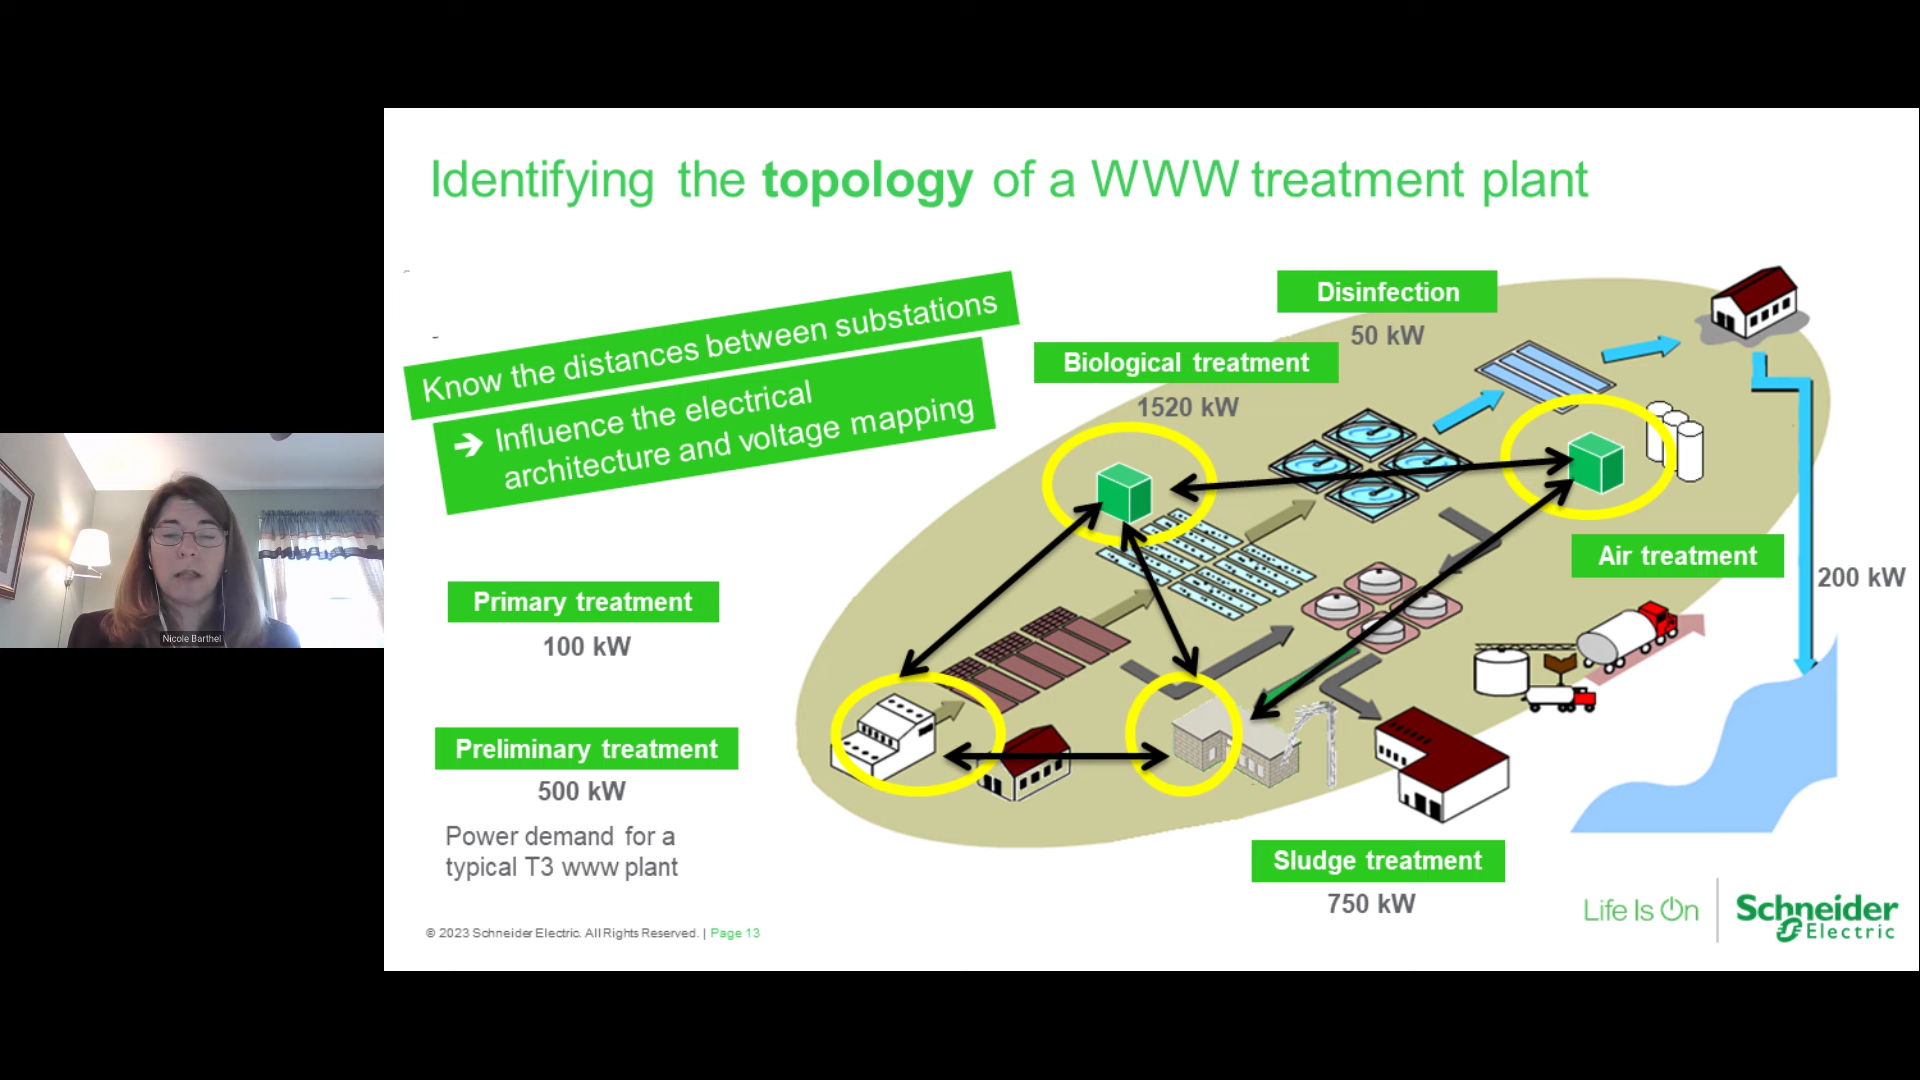 Identifying the topology of a WWW treatment plant
Know the distances between substations
➔ Influence the electrical
architecture and voltage mapping
Disinfection
50 kW
Biological treatment
1520 kW
Air treatment
200 kW
Primary treatment
100 kW
Nicole Barthel
Preliminary treatment
500 kW
Power demand for a
typical T3 www plant
Sludge treatment
750 kW
Life Is On
Schneider
Electric
© 2023 Schneider Electric. All Rights Reserved. | Page 13